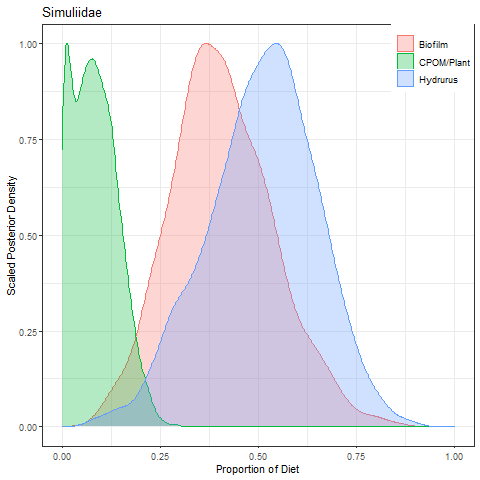 Simuliidae
Biofilm
CPOM/Plant
Hydrurus
Scaled Posterior Density
1.00
0.75
0.50
0.25
0.00
0.00 0.25 0.50 0.75 1.00
Proportion of Diet